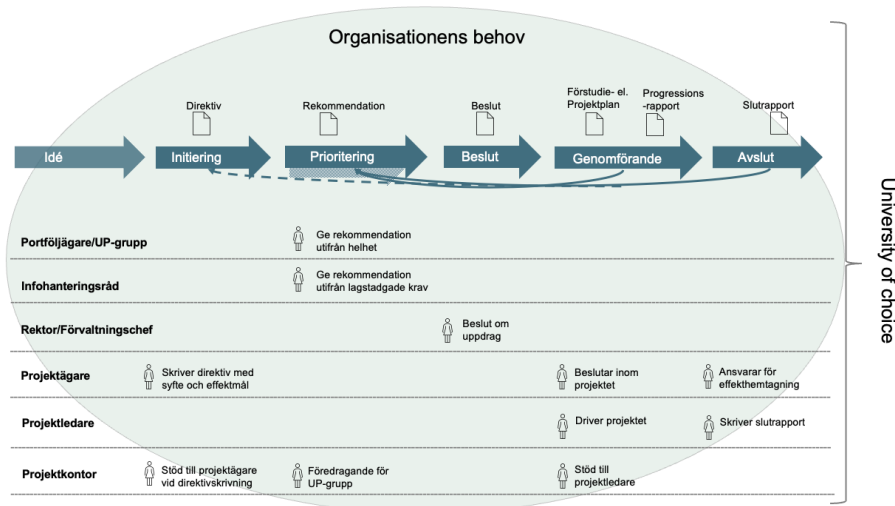 Organisationens behov
Direktiv
Rekommendation
Beslut
Förstudie- el.
Projektplan
Progressions
-rapport
Slutrapport
Idé
Initiering
Prioritering
Beslut
Genomförande
Avslut
Portföljägare/UP-grupp
Ge rekommendation
utifrån helhet
Infohanteringsråd
Ge rekommendation
utifrån lagstadgade krav
Rektor/Förvaltningschef
Beslut om
uppdrag
Projektägare
Skriver direktiv med
syfte och effektmål
Beslutar inom
projektet
Ansvarar för
effekthemtagning
Projektledare
Driver projektet
Skriver slutrapport
Projektkontor
Stöd till projektägare
vid direktivskrivning
Föredragande för
UP-grupp
Stöd till
projektledare
University of choice